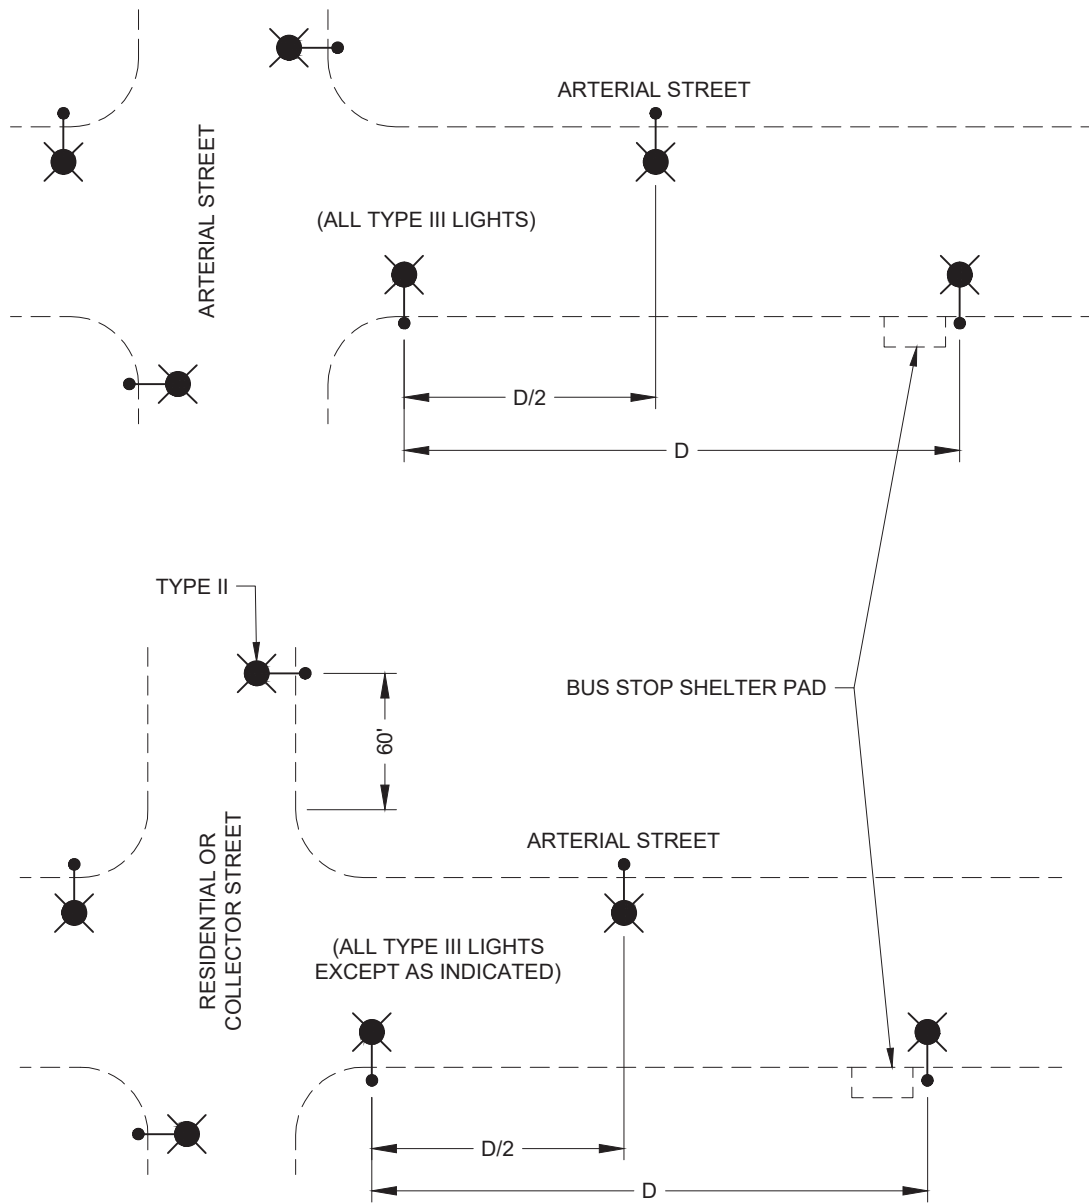 ARTERIAL STREET
ARTERIAL STREET
(ALL TYPE III LIGHTS)
D/2
D
TYPE II
BUS STOP SHELTER PAD
60'
ARTERIAL STREET
RESIDENTIAL OR
COLLECTOR STREET
(ALL TYPE III LIGHTS
EXCEPT AS INDICATED)
D/2
D